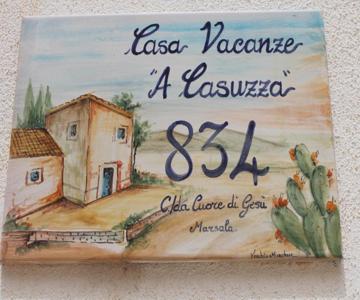 Casa Vacanze
"A Casuzza"
834
C/da Cuore di Gesù
Marsala